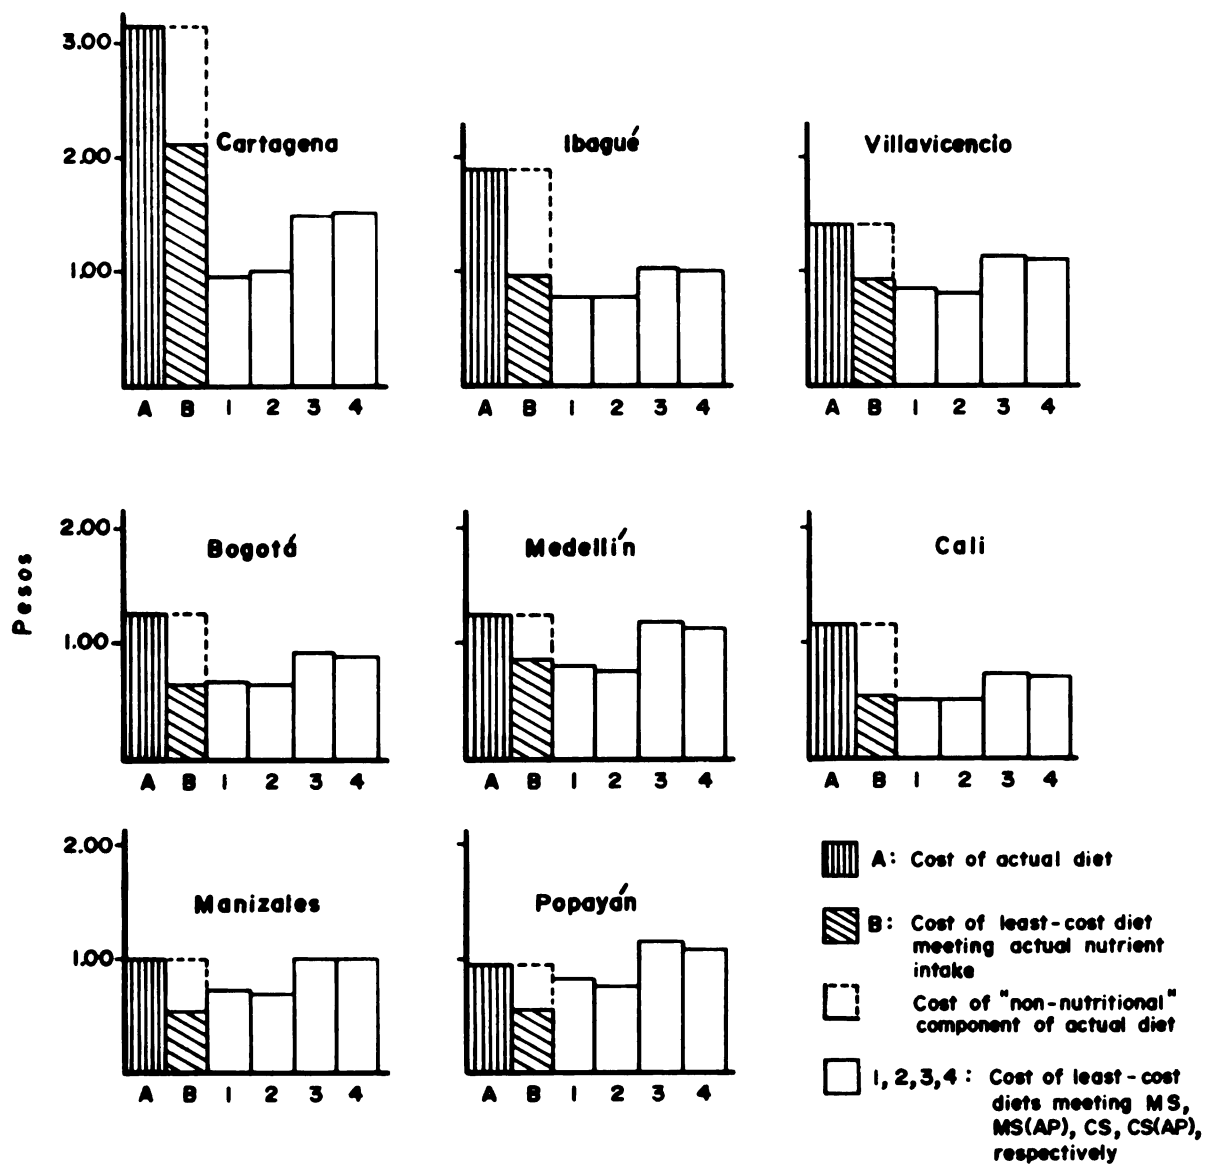 3.00
2.00
1.00
Cartagena
A B 1 2 3 4
Ibagué
A B 1 2 3 4
Villavicencio
A B 1 2 3 4
Pesos
2.00
1.00
Bogotá
A B 1 2 3 4
Medellín
A B 1 2 3 4
Cali
A B 1 2 3 4
2.00
1.00
Manizales
A B 1 2 3 4
Popayán
A B 1 2 3 4
A: Cost of actual diet
B: Cost of least-cost diet
meeting actual nutrient
intake
Cost of "non-nutritional"
component of actual diet
1,2,3,4: Cost of least-cost
diets meeting MS,
MS(AP), CS, CS(AP),
respectively